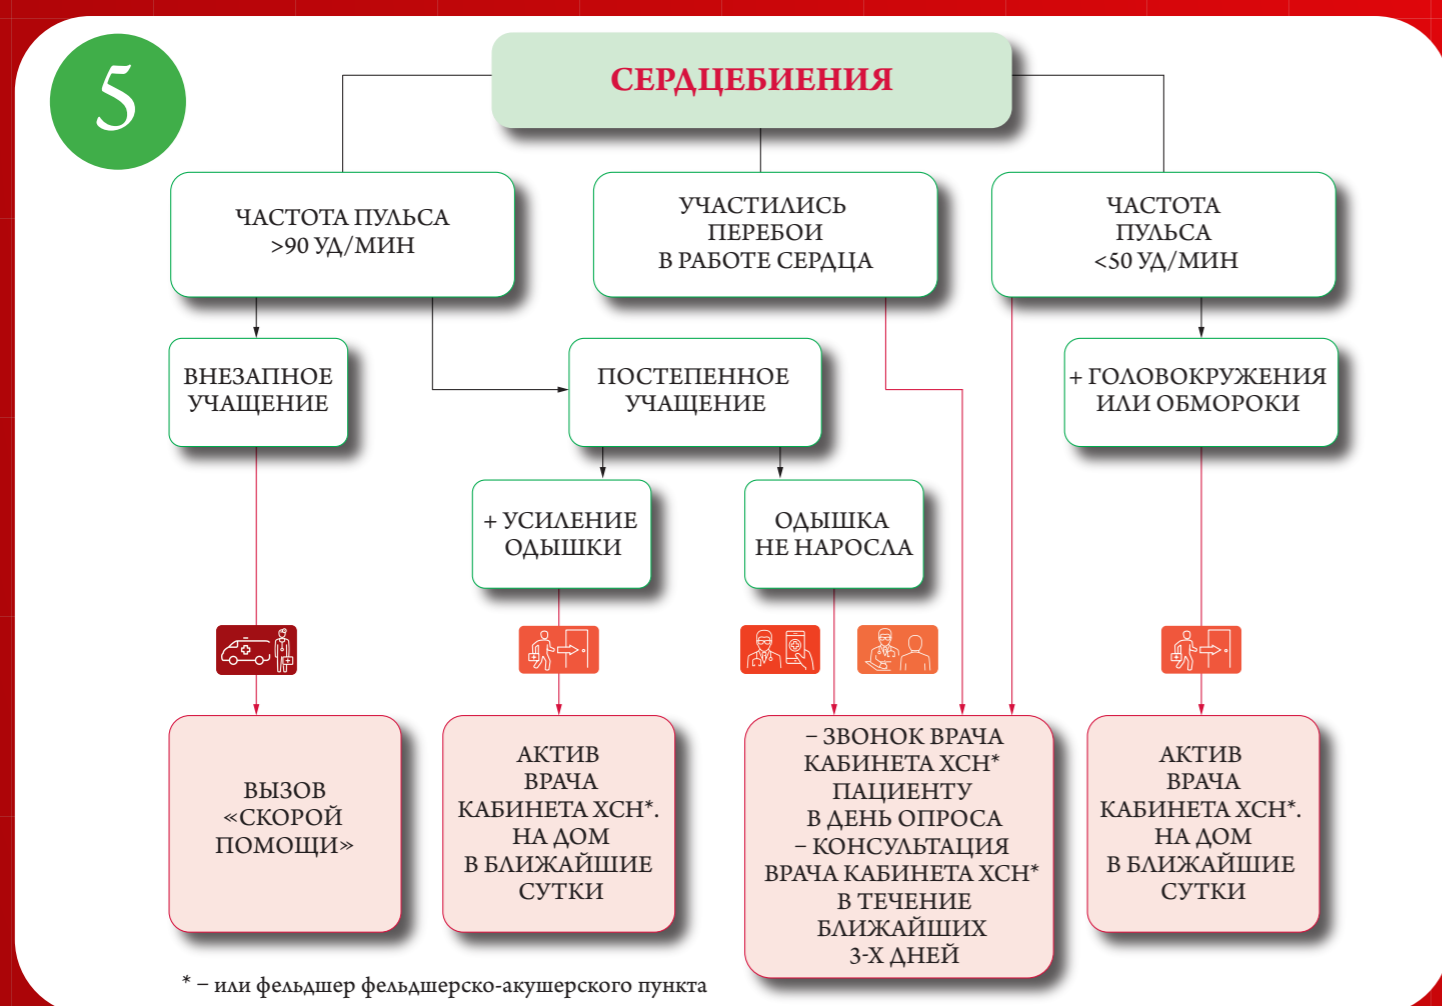 5
СЕРДЦЕБИЕНИЯ
ЧАСТОТА ПУЛЬСА
>90 УД/МИН
УЧАСТИЛИСЬ
ПЕРЕБОИ
В РАБОТЕ СЕРДЦА
ЧАСТОТА
ПУЛЬСА
<50 УД/МИН
ВНЕЗАПНОЕ
УЧАЩЕНИЕ
ПОСТЕПЕННОЕ
УЧАЩЕНИЕ
+ ГОЛОВОКРУЖЕНИЯ
ИЛИ ОБМОРОКИ
+ УСИЛЕНИЕ
ОДЫШКИ
ОДЫШКА
НЕ НАРОСЛА
ВЫЗОВ
«СКОРОЙ
ПОМОЩИ»
АКТИВ
ВРАЧА
КАБИНЕТА ХСН*.
НА ДОМ
В БЛИЖАЙШИЕ
СУТКИ
– ЗВОНОК ВРАЧА
КАБИНЕТА ХСН*
ПАЦИЕНТУ
В ДЕНЬ ОПРОСА
– КОНСУЛЬТАЦИЯ
ВРАЧА КАБИНЕТА ХСН*
В ТЕЧЕНИЕ
БЛИЖАЙШИХ
3-Х ДНЕЙ
АКТИВ
ВРАЧА
КАБИНЕТА ХСН*.
НА ДОМ
В БЛИЖАЙШИЕ
СУТКИ
* – или фельдшер фельдшерско-акушерского пункта